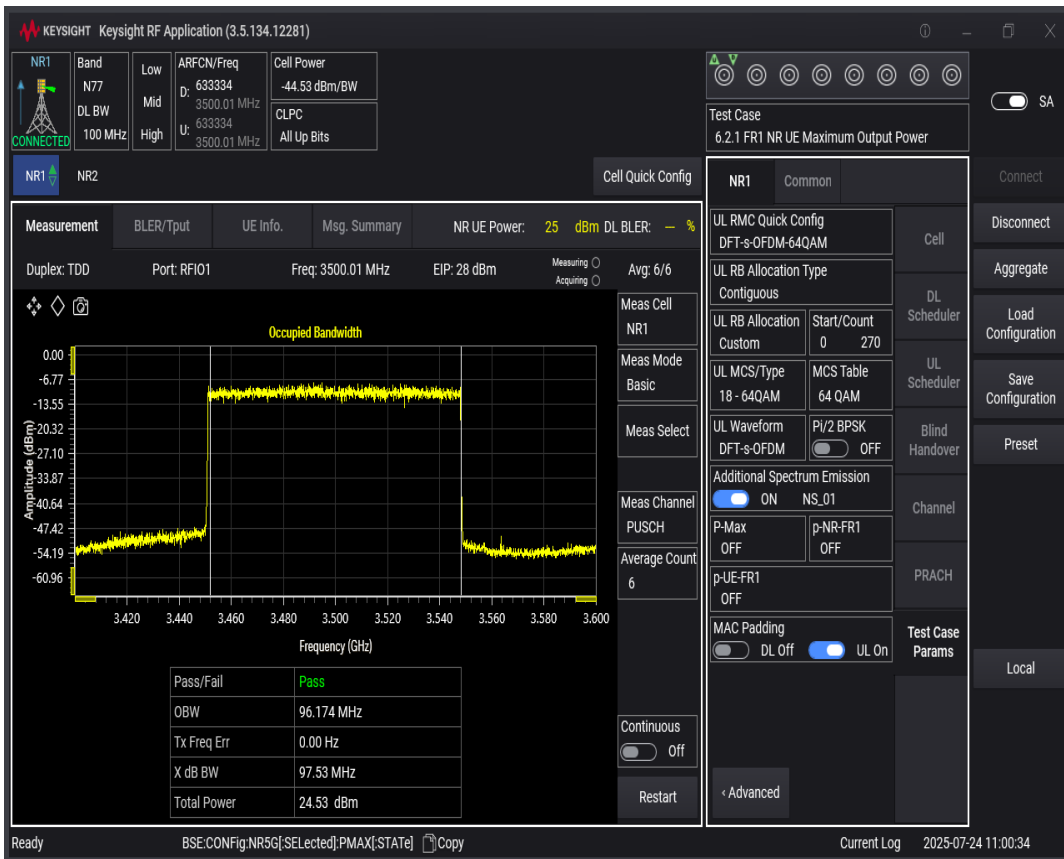 KEYSIGHT Keysight RF Application (3.5.134.12281)
NR1
CONNECTED
Band
N77
DL BW
100 MHz
Low
Mid
High
ARFCN/Freq
D: 633334
3500.01 MHz
U: 633334
3500.01 MHz
Cell Power
-44.53 dBm/BW
CLPC
All Up Bits
Test Case
6.2.1 FR1 NR UE Maximum Output Power
SA
NR1 NR2 Cell Quick Config
Measurement BLER/Tput UE Info. Msg. Summary NR UE Power: 25 dBm DL BLER: — %
Duplex: TDD Port: RFIO1 Freq: 3500.01 MHz EIP: 28 dBm Measuring Avg: 6/6
Acquiring
Occupied Bandwidth
Amplitude (dBm)
0.00
-6.77
-13.55
-20.32
-27.10
-33.87
-40.64
-47.42
-54.19
-60.96
3.420 3.440 3.460 3.480 3.500 3.520 3.540 3.560 3.580 3.600
Frequency (GHz)
Pass/Fail Pass
OBW 96.174 MHz
Tx Freq Err 0.00 Hz
X dB BW 97.53 MHz
Total Power 24.53 dBm
Meas Cell
NR1
Meas Mode
Basic
Meas Select
Meas Channel
PUSCH
Average Count
6
Continuous
Off
Restart
NR1 Common
UL RMC Quick Config
DFT-s-OFDM-64QAM
UL RB Allocation Type
Contiguous
UL RB Allocation Start/Count
Custom 0 270
UL MCS/Type MCS Table
18 - 64QAM 64 QAM
UL Waveform Pi/2 BPSK
DFT-s-OFDM OFF
Additional Spectrum Emission
ON NS_01
P-Max p-NR-FR1
OFF OFF
p-UE-FR1
OFF
MAC Padding
DL Off UL On
‹ Advanced
Cell
DL
Scheduler
UL
Scheduler
Blind
Handover
Channel
PRACH
Test Case
Params
Connect
Disconnect
Aggregate
Load
Configuration
Save
Configuration
Preset
Local
Ready BSE:CONFig:NR5G[:SELected]:PMAX[:STATe] Copy Current Log 2025-07-24 11:00:34